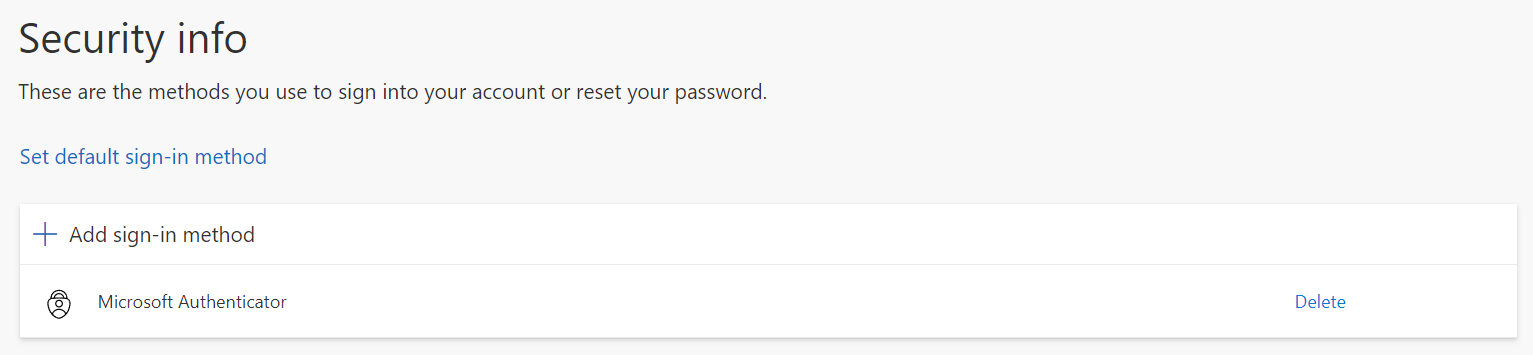 Security info
These are the methods you use to sign into your account or reset your password.
Set default sign-in method
Add sign-in method
Microsoft Authenticator Delete